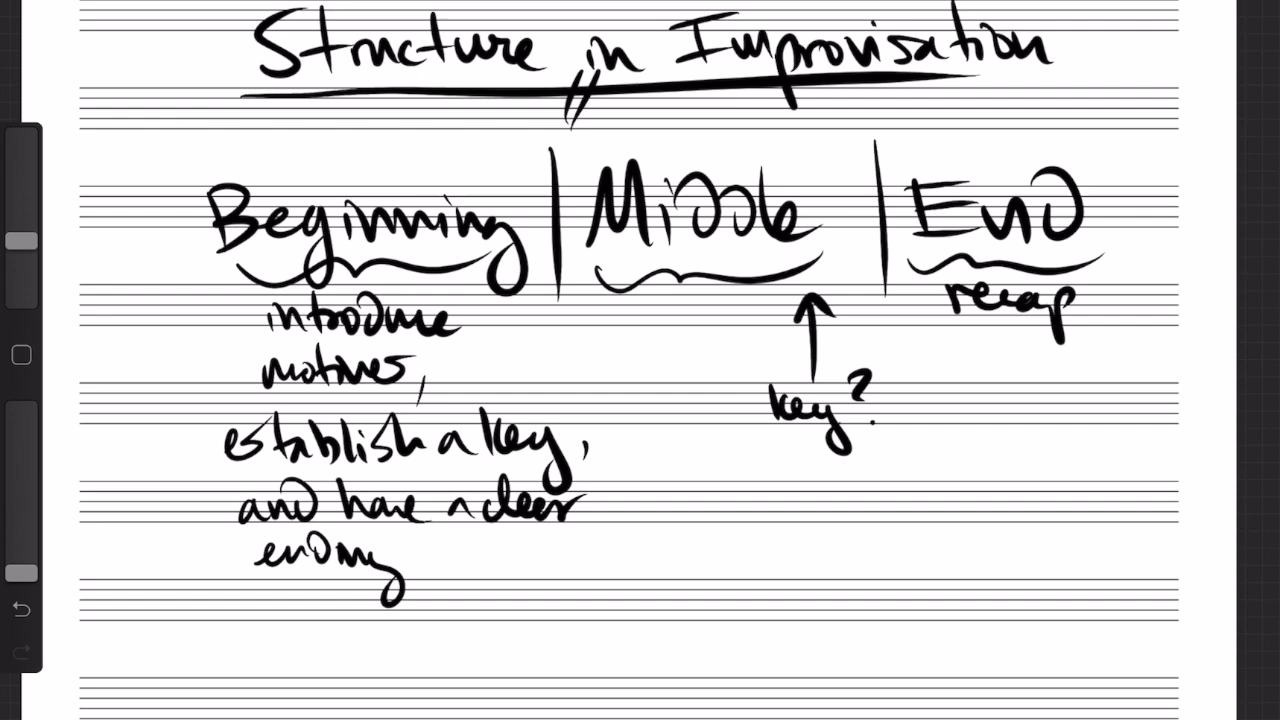 Structure in Improvisation
Beginning | Middle | End
introduce
motives,
establish a key,
and have a clear
ending
key?
recap